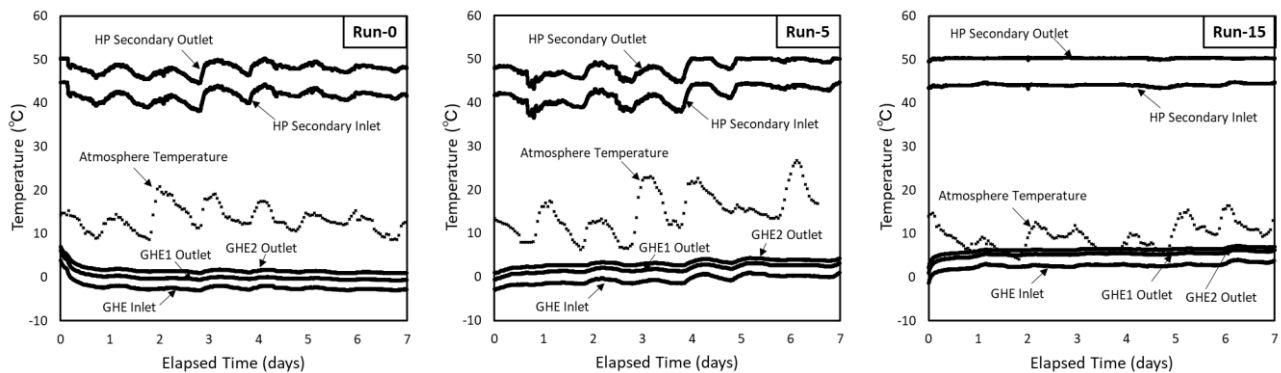 Run-0
Temperature (°C)
60
50
40
30
20
10
0
-10
HP Secondary Outlet
HP Secondary Inlet
Atmosphere Temperature
GHE1 Outlet
GHE2 Outlet
GHE Inlet
0 1 2 3 4 5 6 7
Elapsed Time (days)
Run-5
Temperature (°C)
60
50
40
30
20
10
0
-10
HP Secondary Outlet
HP Secondary Inlet
Atmosphere Temperature
GHE2 Outlet
GHE1 Outlet
GHE Inlet
0 1 2 3 4 5 6 7
Elapsed Time (days)
Run-15
Temperature (°C)
60
50
40
30
20
10
0
-10
HP Secondary Outlet
HP Secondary Inlet
Atmosphere Temperature
GHE Inlet
GHE1 Outlet
GHE2 Outlet
0 1 2 3 4 5 6 7
Elapsed Time (days)